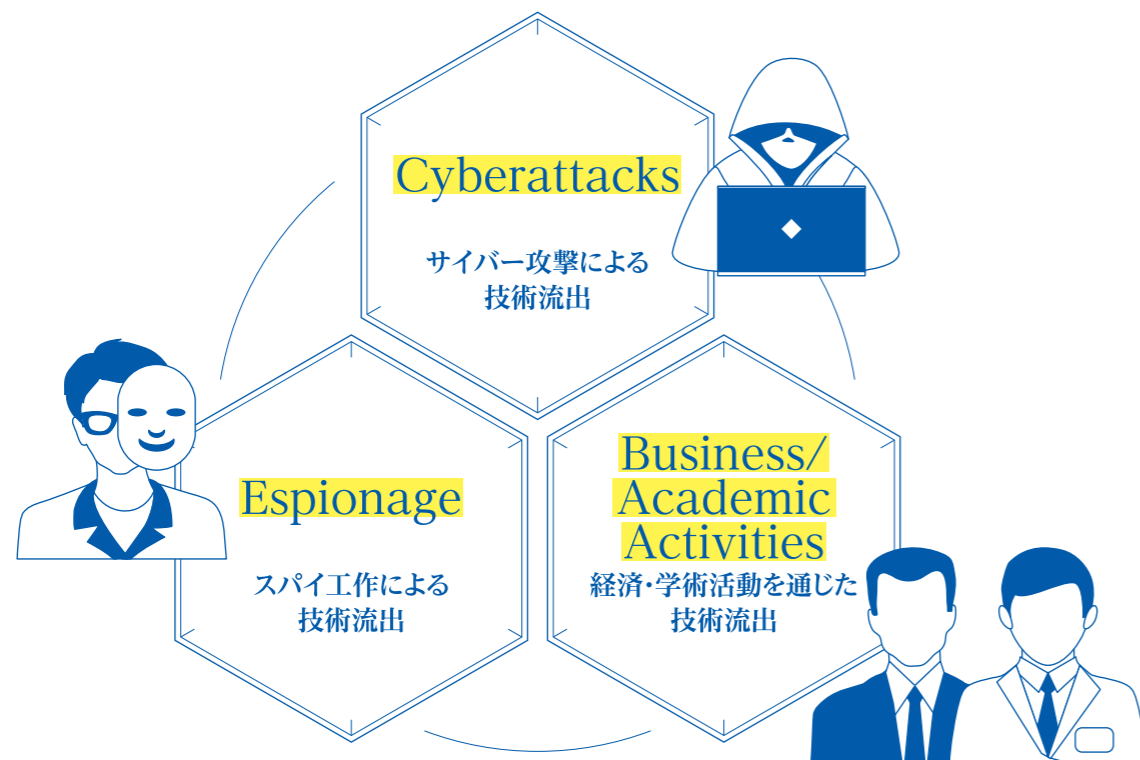 Cyberattacks
サイバー攻撃による
技術流出
Espionage
スパイ工作による
技術流出
Business/
Academic
Activities
経済・学術活動を通じた
技術流出